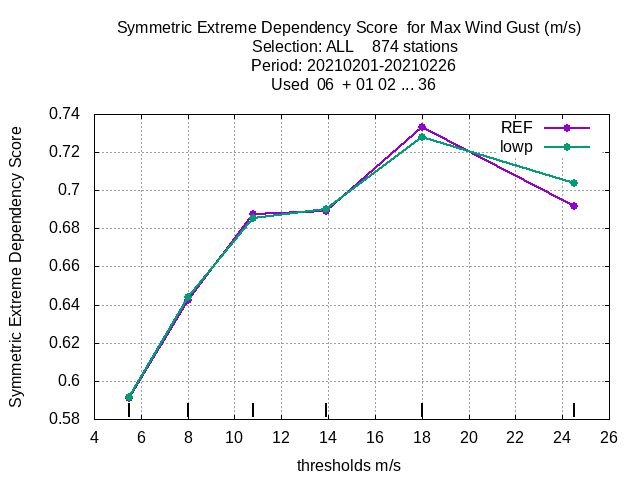 Symmetric Extreme Dependency Score  for Max Wind Gust (m/s)
Selection: ALL    874 stations
Period: 20210201-20210226
Used  06  + 01 02 ... 36
REF
lowp
Symmetric Extreme Dependency Score
0.74
0.72
0.7
0.68
0.66
0.64
0.62
0.6
0.58
4 6 8 10 12 14 16 18 20 22 24 26
thresholds m/s